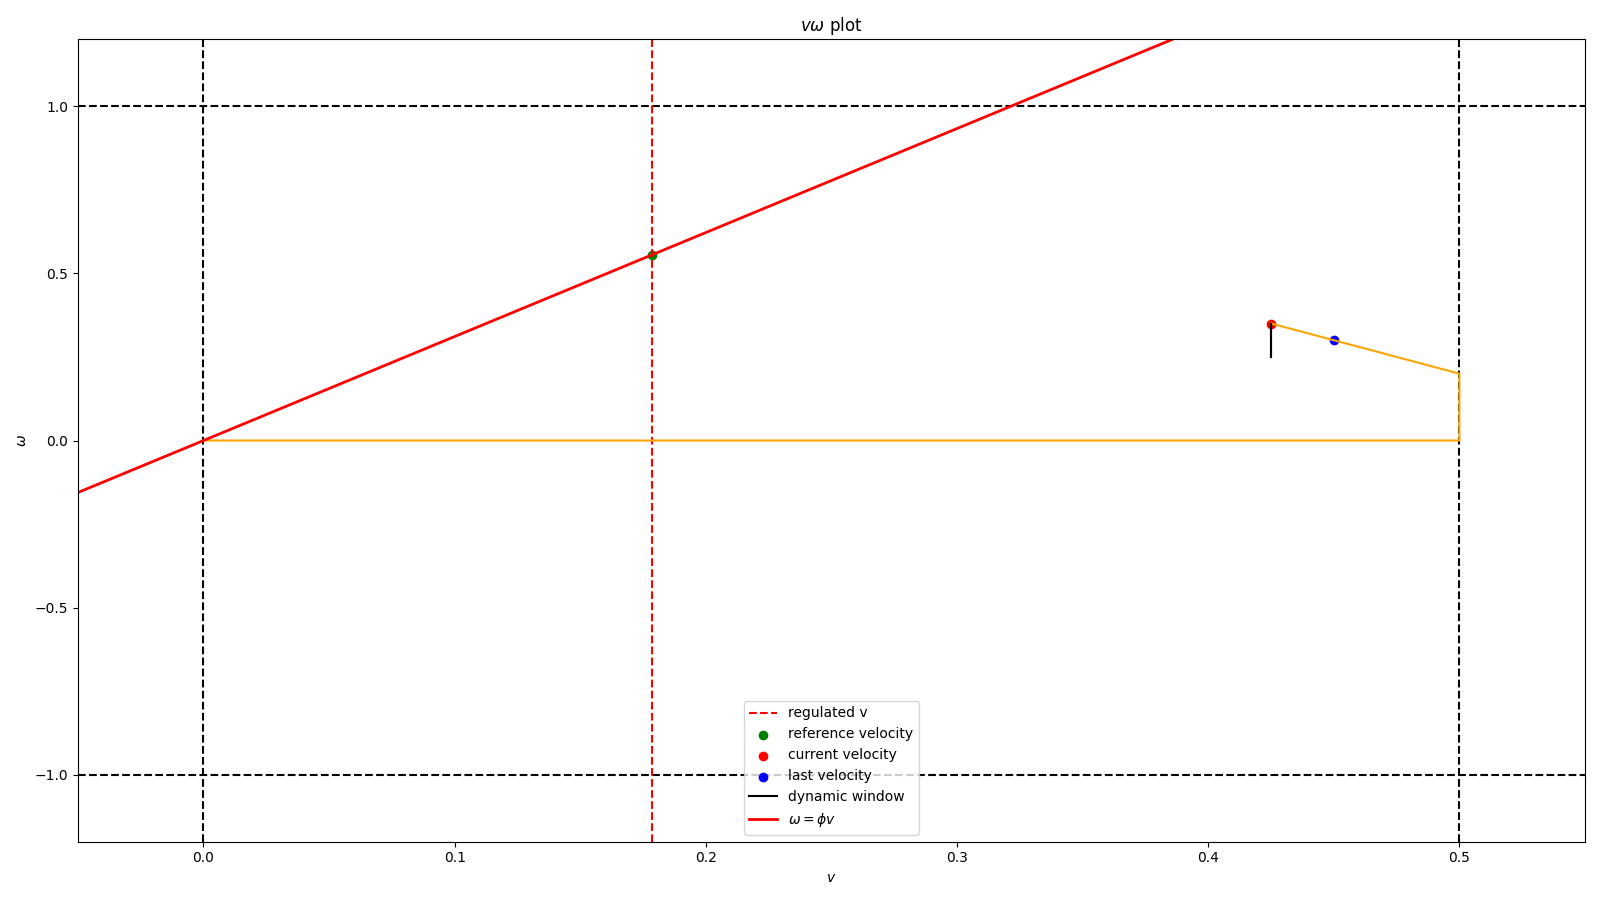 vω plot
1.0
0.5
0.0
−0.5
−1.0
ω
0.0 0.1 0.2 0.3 0.4 0.5
v
regulated v
reference velocity
current velocity
last velocity
dynamic window
ω = ϕv